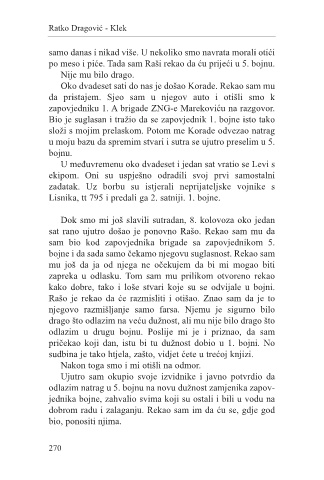 Ratko Dragović - Klek
samo danas i nikad više. U nekoliko smo navrata morali otići
po meso i piće. Tada sam Raši rekao da ću prijeći u 5. bojnu.
Nije mu bilo drago.
Oko dvadeset sati do nas je došao Korade. Rekao sam mu
da pristajem. Sjeo sam u njegov auto i otišli smo k
zapovjedniku 1. A brigade ZNG-e Marekoviću na razgovor.
Bio je suglasan i tražio da se zapovjednik 1. bojne isto tako
složi s mojim prelaskom. Potom me Korade odvezao natrag
u moju bazu da spremim stvari i sutra se ujutro preselim u 5.
bojnu.
U međuvremenu oko dvadeset i jedan sat vratio se Levi s
ekipom. Oni su uspješno odradili svoj prvi samostalni
zadatak. Uz borbu su istjerali neprijateljske vojnike s
Lisnika, tt 795 i predali ga 2. satniji. 1. bojne.
Dok smo mi još slavili sutradan, 8. kolovoza oko jedan
sat rano ujutro došao je ponovno Rašo. Rekao sam mu da
sam bio kod zapovjednika brigade sa zapovjednikom 5.
bojne i da sada samo čekamo njegovu suglasnost. Rekao sam
mu još da ja od njega ne očekujem da bi mi mogao biti
zapreka u odlasku. Tom sam mu prilikom otvoreno rekao
kako dobre, tako i loše stvari koje su se odvijale u bojni.
Rašo je rekao da će razmisliti i otišao. Znao sam da je to
njegovo razmišljanje samo farsa. Njemu je sigurno bilo
drago što odlazim na veću dužnost, ali mu nije bilo drago što
odlazim u drugu bojnu. Poslije mi je i priznao, da sam
pričekao koji dan, istu bi tu dužnost dobio u 1. bojni. No
sudbina je tako htjela, zašto, vidjet ćete u trećoj knjizi.
Nakon toga smo i mi otišli na odmor.
Ujutro sam okupio svoje izvidnike i javno potvrdio da
odlazim natrag u 5. bojnu na novu dužnost zamjenika zapov-
jednika bojne, zahvalio svima koji su ostali i bili u vodu na
dobrom radu i zalaganju. Rekao sam im da ću se, gdje god
bio, ponositi njima.
270